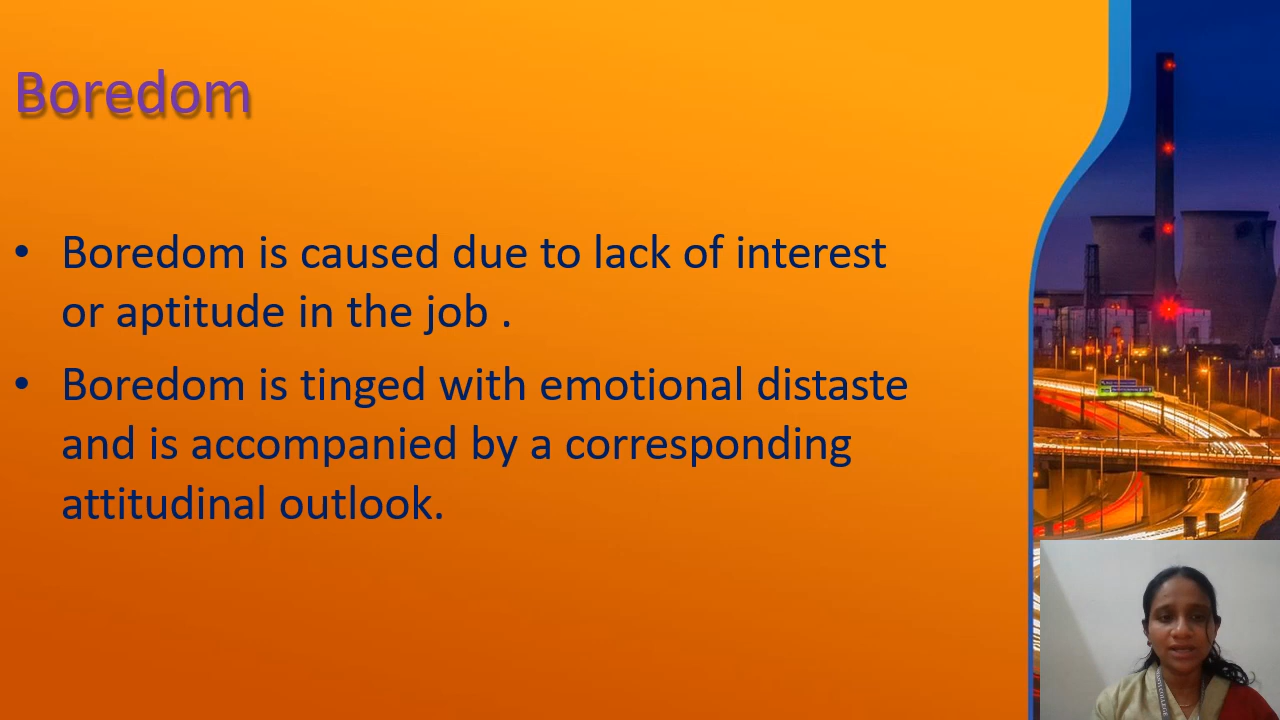 Boredom
• Boredom is caused due to lack of interest
or aptitude in the job .
• Boredom is tinged with emotional distaste
and is accompanied by a corresponding
attitudinal outlook.